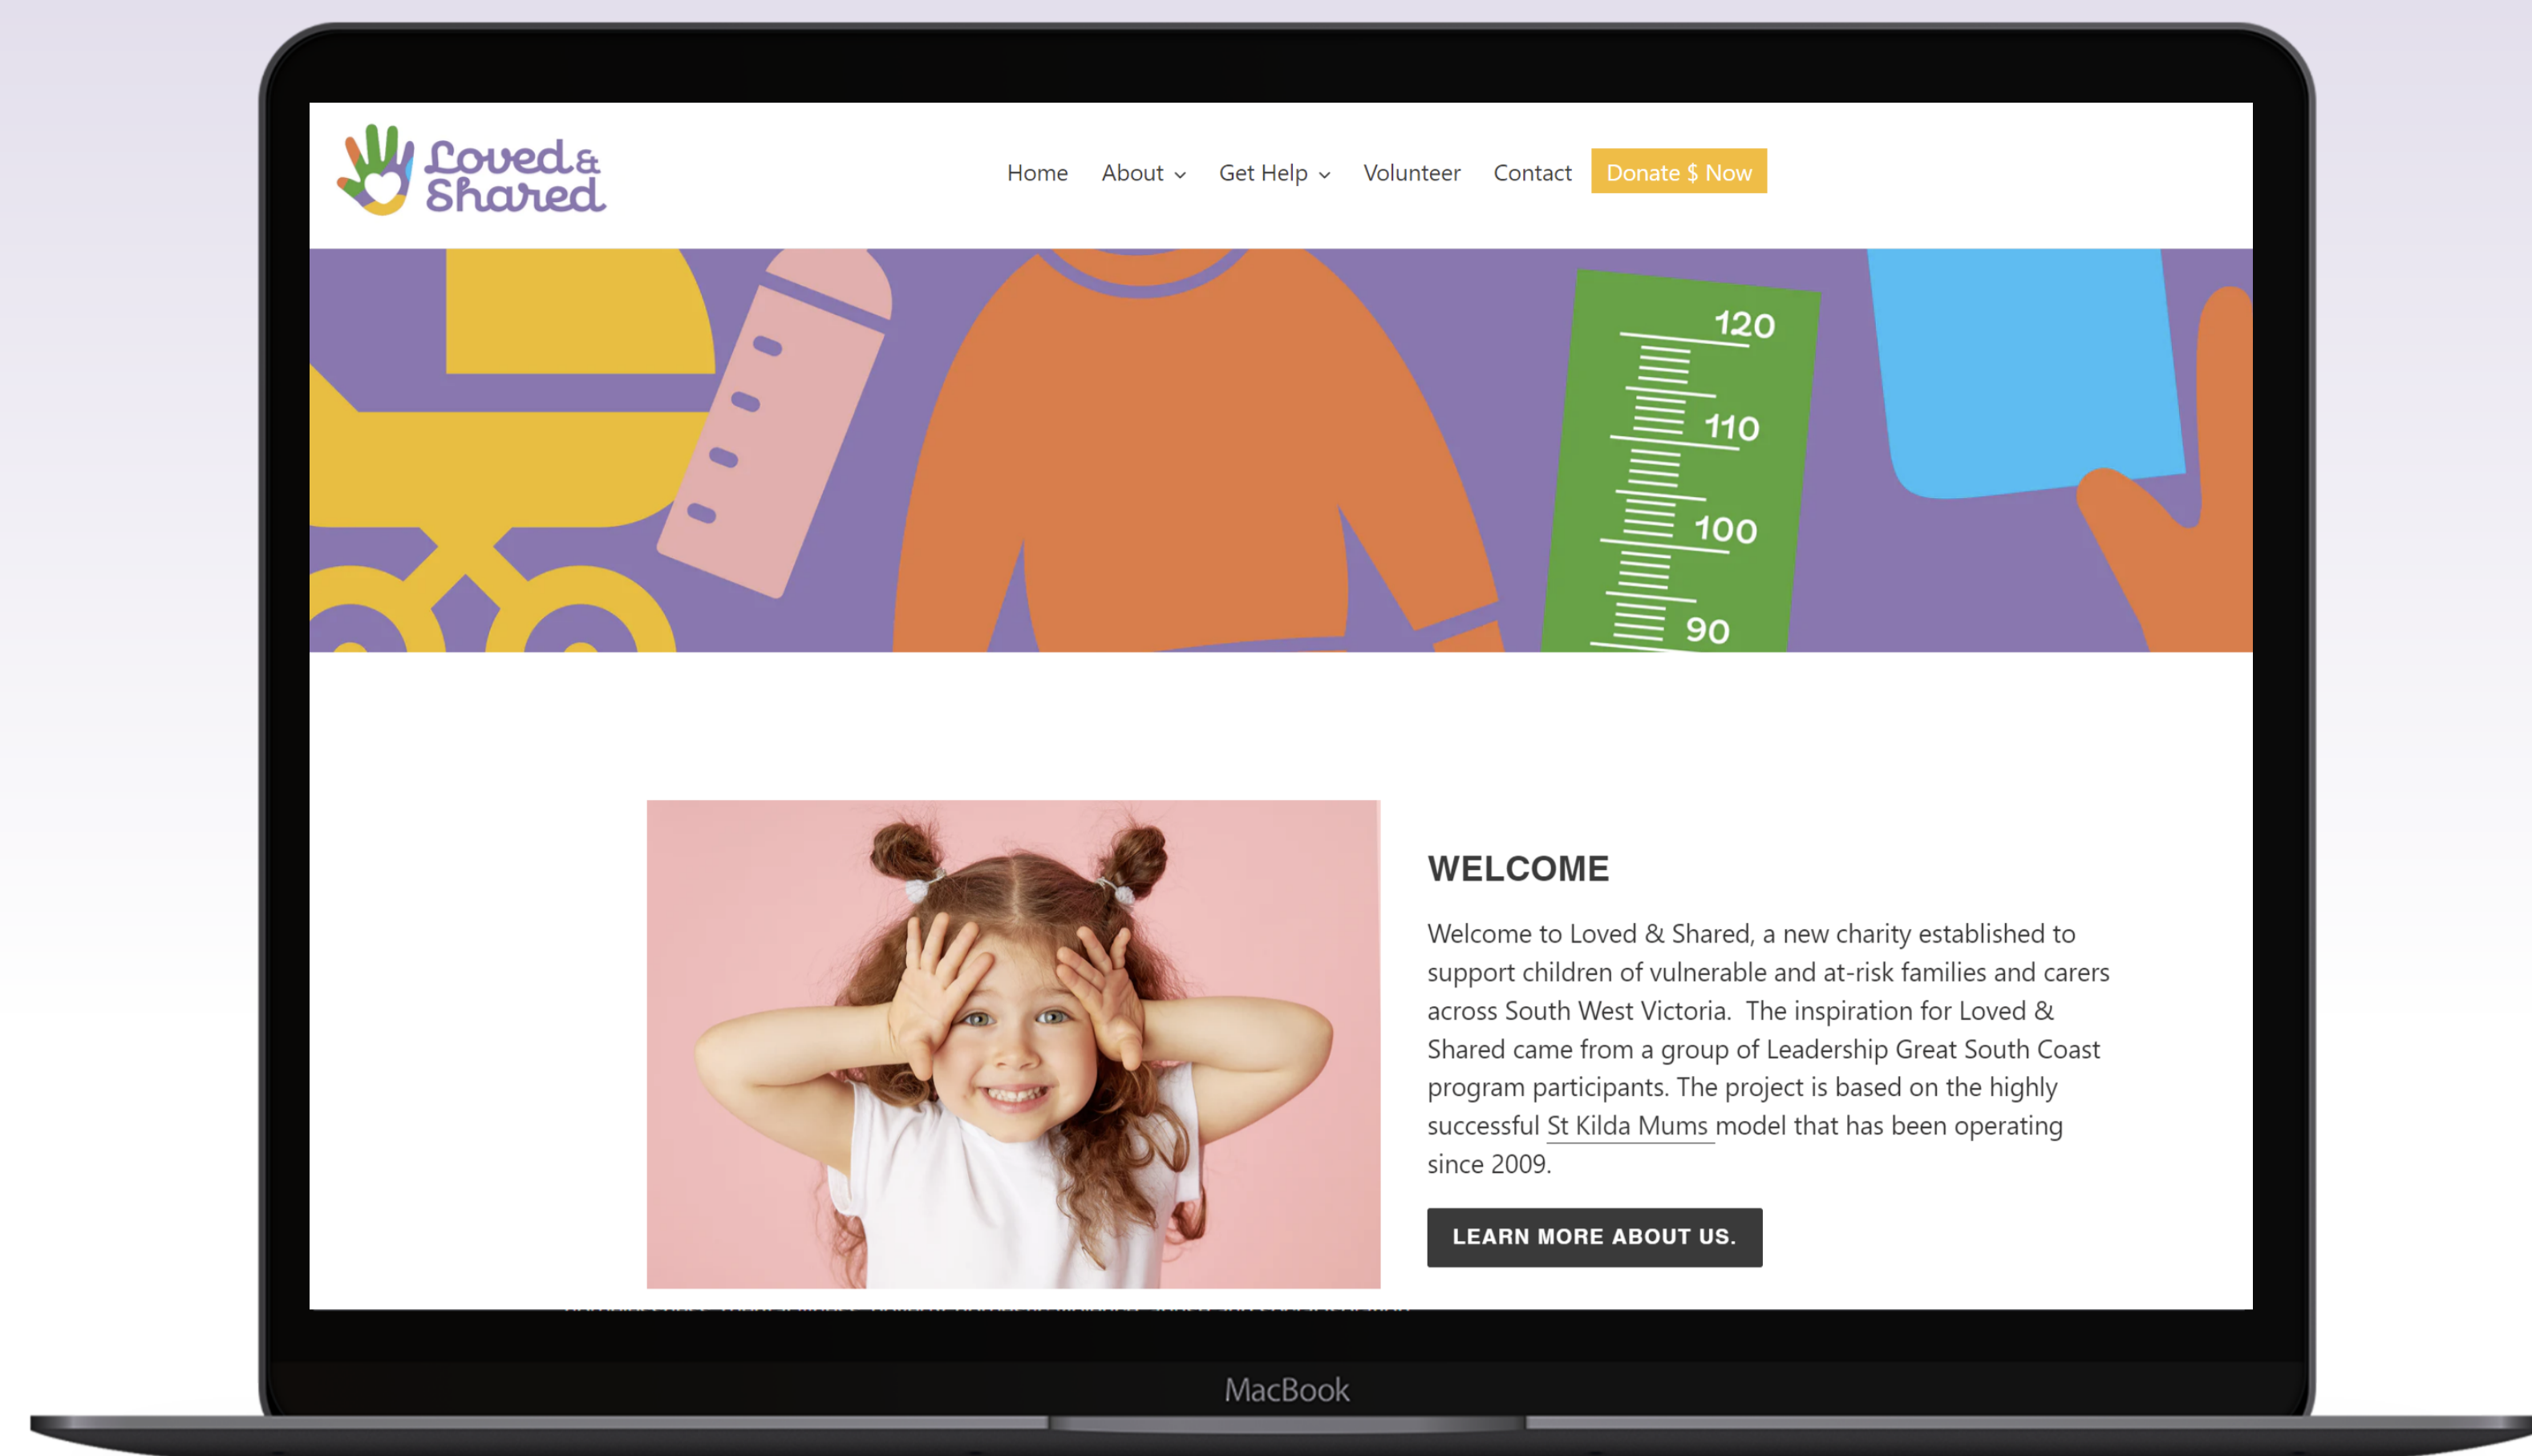 Loved &
Shared
Home About Get Help Volunteer Contact Donate $ Now
120
110
100
90
WELCOME
Welcome to Loved & Shared, a new charity established to
support children of vulnerable and at-risk families and carers
across South West Victoria.  The inspiration for Loved &
Shared came from a group of Leadership Great South Coast
program participants. The project is based on the highly
successful St Kilda Mums model that has been operating
since 2009.
LEARN MORE ABOUT US.
MacBook